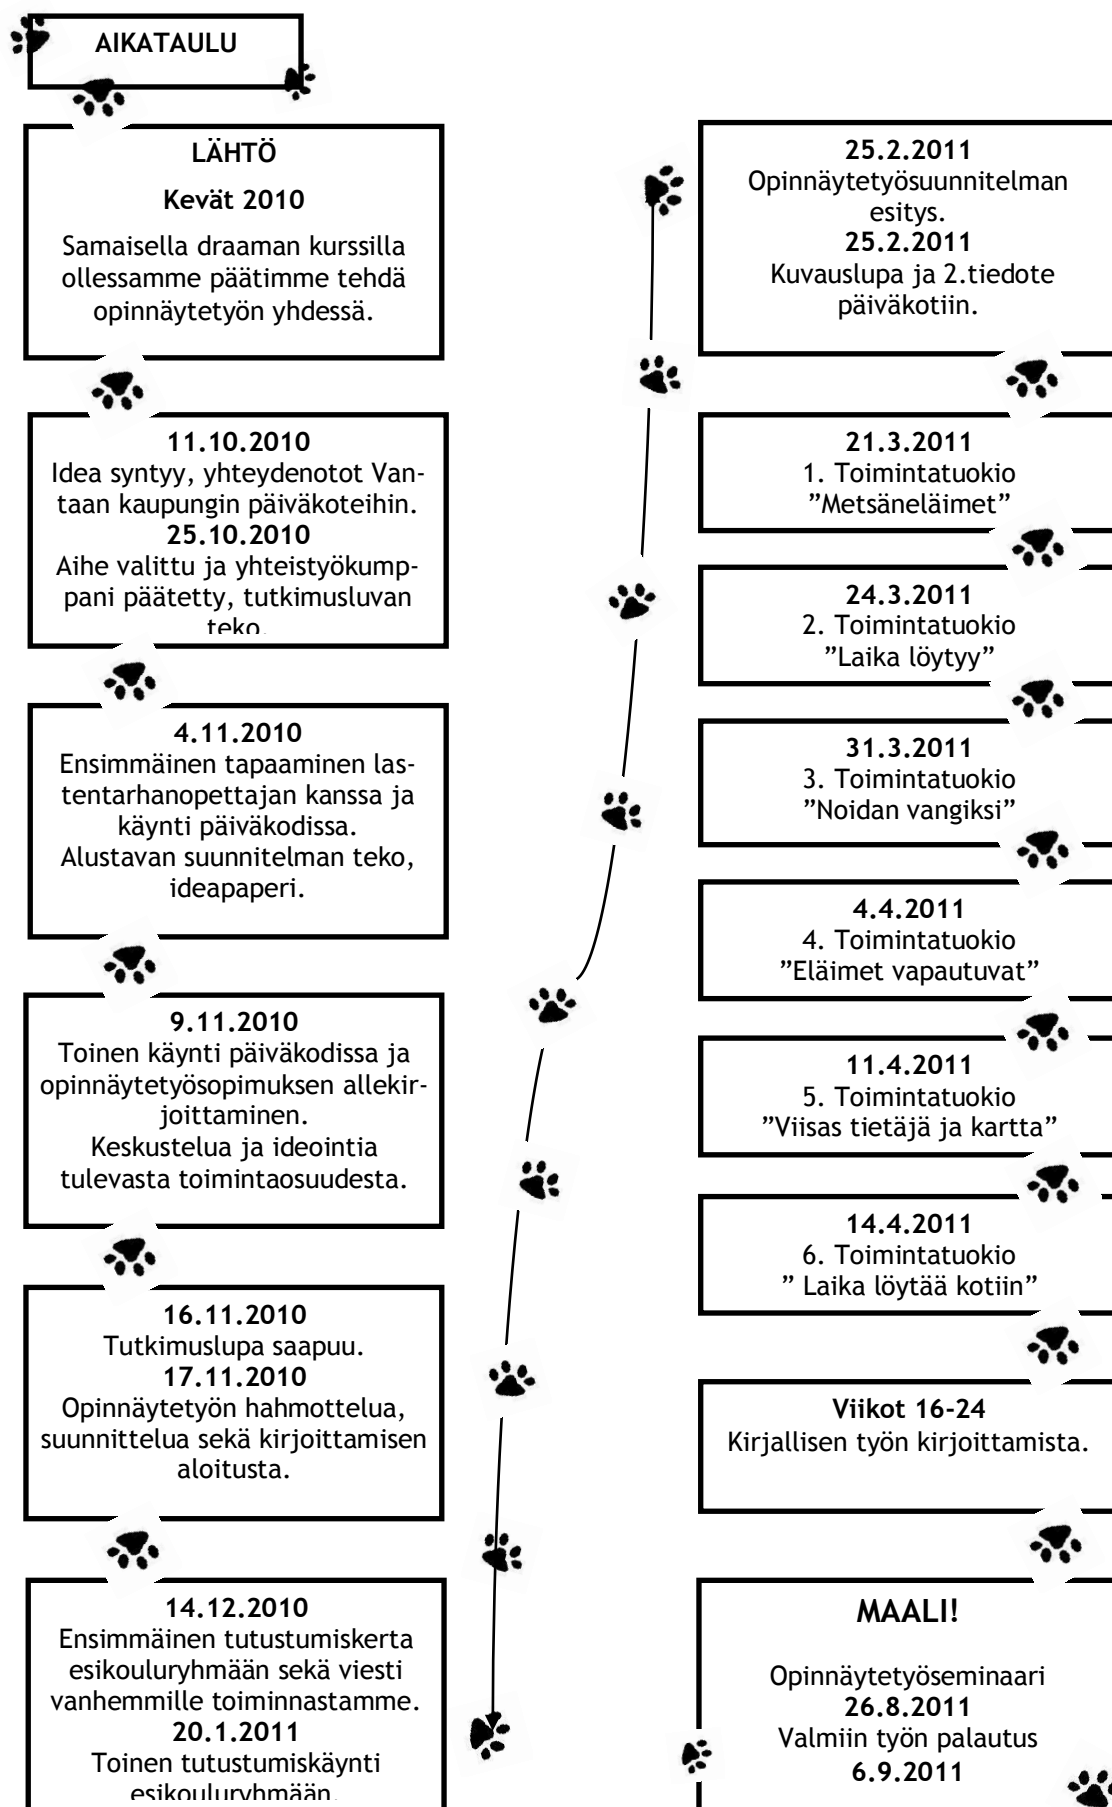 AIKATAULU
LÄHTÖ
Kevät 2010
Samaisella draaman kurssilla
ollessamme päätimme tehdä
opinnäytetyön yhdessä.
11.10.2010
Idea syntyy, yhteydenotot Van-
taan kaupungin päiväkoteihin.
25.10.2010
Aihe valittu ja yhteistyökump-
pani päätetty, tutkimusluvan
teko.
4.11.2010
Ensimmäinen tapaaminen las-
tentarhanopettajan kanssa ja
käynti päiväkodissa.
Alustavan suunnitelman teko,
ideapaperi.
9.11.2010
Toinen käynti päiväkodissa ja
opinnäytetyösopimuksen allekir-
joittaminen.
Keskustelua ja ideointia
tulevasta toimintaosuudesta.
16.11.2010
Tutkimuslupa saapuu.
17.11.2010
Opinnäytetyön hahmottelua,
suunnittelua sekä kirjoittamisen
aloitusta.
14.12.2010
Ensimmäinen tutustumiskerta
esikouluryhmään sekä viesti
vanhemmille toiminnastamme.
20.1.2011
Toinen tutustumiskäynti
esikouluryhmään.
25.2.2011
Opinnäytetyösuunnitelman
esitys.
25.2.2011
Kuvauslupa ja 2.tiedote
päiväkotiin.
21.3.2011
1. Toimintatuokio
”Metsäneläimet”
24.3.2011
2. Toimintatuokio
”Laika löytyy”
31.3.2011
3. Toimintatuokio
”Noidan vangiksi”
4.4.2011
4. Toimintatuokio
”Eläimet vapautuvat”
11.4.2011
5. Toimintatuokio
”Viisas tietäjä ja kartta”
14.4.2011
6. Toimintatuokio
” Laika löytää kotiin”
Viikot 16-24
Kirjallisen työn kirjoittamista.
MAALI!
Opinnäytetyöseminaari
26.8.2011
Valmiin työn palautus
6.9.2011